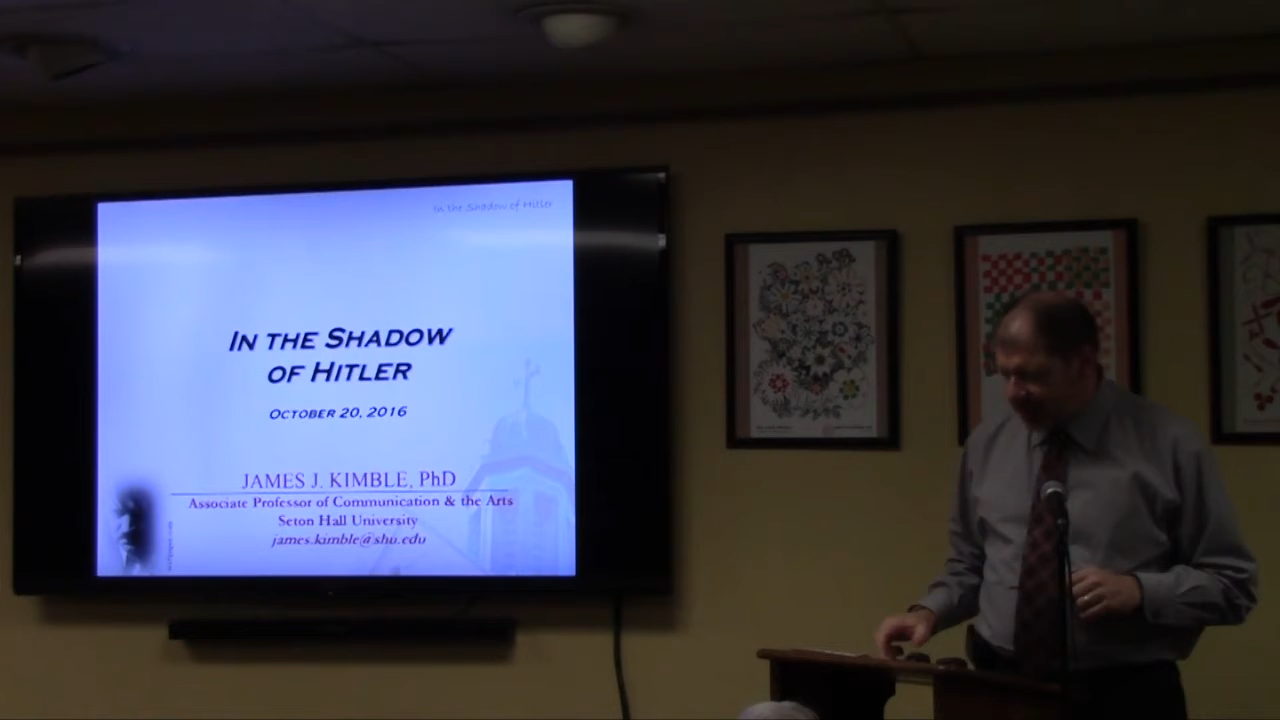 In the Shadow of Hitler
IN THE SHADOW
OF HITLER
OCTOBER 20, 2016
JAMES J. KIMBLE, PhD
Associate Professor of Communication & the Arts
Seton Hall University
james.kimble@shu.edu